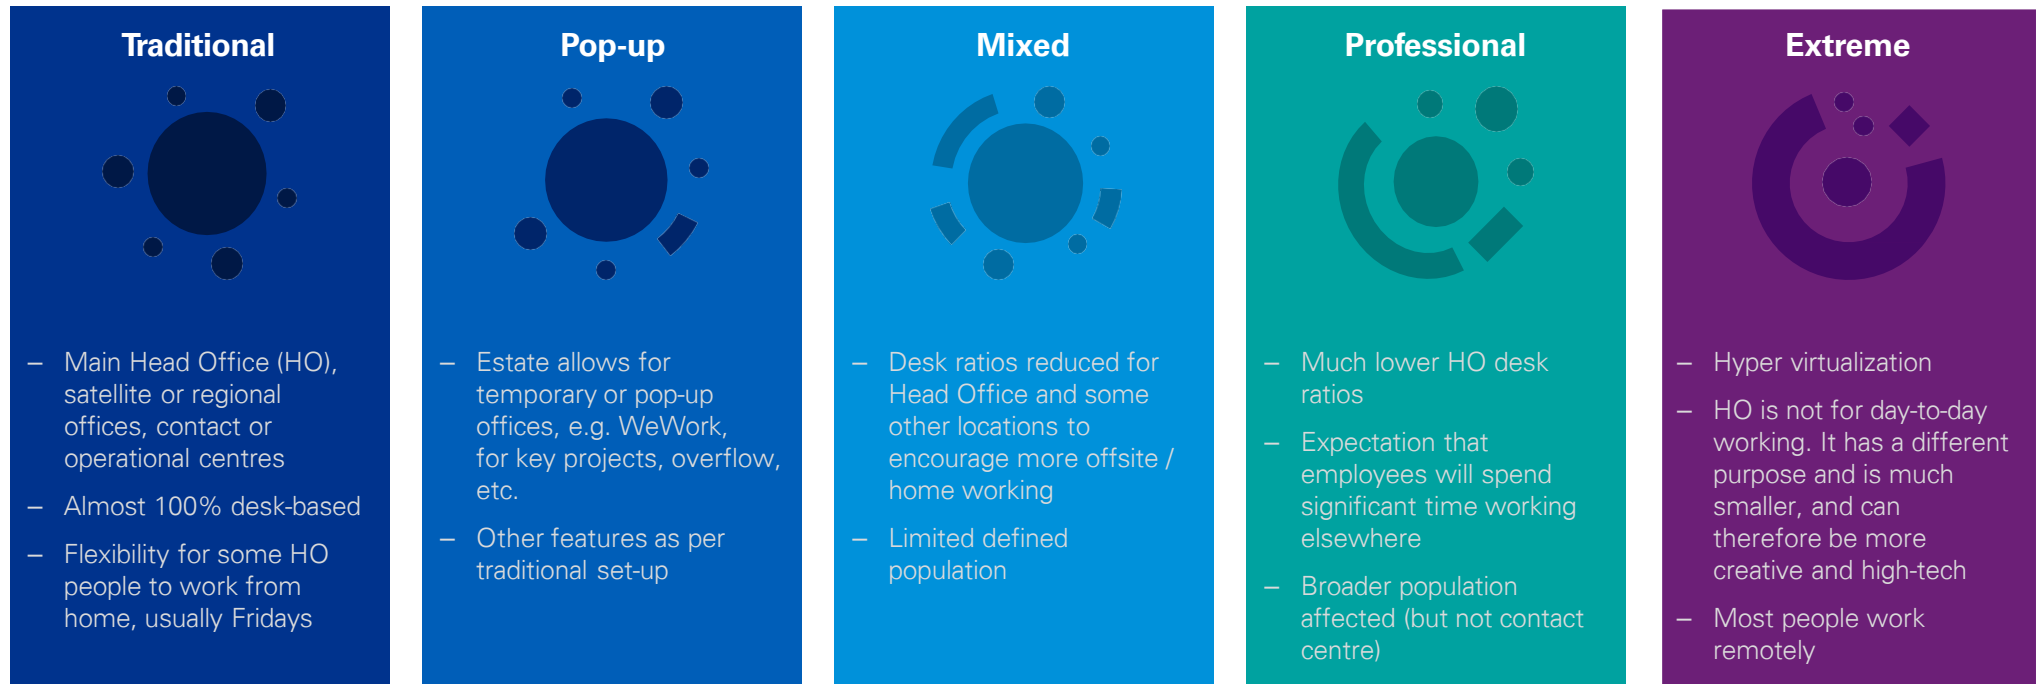 Traditional
– Main Head Office (HO),
satellite or regional
offices, contact or
operational centres
– Almost 100% desk-based
– Flexibility for some HO
people to work from
home, usually Fridays
Pop-up
– Estate allows for
temporary or pop-up
offices, e.g. WeWork,
for key projects, overflow,
etc.
– Other features as per
traditional set-up
Mixed
– Desk ratios reduced for
Head Office and some
other locations to
encourage more offsite /
home working
– Limited defined
population
Professional
– Much lower HO desk
ratios
– Expectation that
employees will spend
significant time working
elsewhere
– Broader population
affected (but not contact
centre)
Extreme
– Hyper virtualization
– HO is not for day-to-day
working. It has a different
purpose and is much
smaller, and can
therefore be more
creative and high-tech
– Most people work
remotely